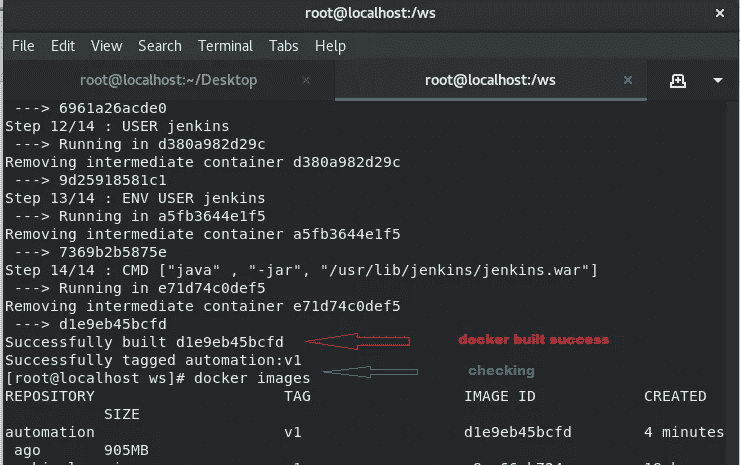 root@localhost:/ws
File Edit View Search Terminal Tabs Help
root@localhost:~/Desktop
root@localhost:/ws
---> 6961a26acde0
Step 12/14 : USER jenkins
---> Running in d380a982d29c
Removing intermediate container d380a982d29c
---> 9d25918581c1
Step 13/14 : ENV USER jenkins
---> Running in a5fb3644e1f5
Removing intermediate container a5fb3644e1f5
---> 7369b2b5875e
Step 14/14 : CMD ["java" , "-jar", "/usr/lib/jenkins/jenkins.war"]
---> Running in e71d74c0def5
Removing intermediate container e71d74c0def5
---> d1e9eb45bcfd
Successfully built d1e9eb45bcfd docker built success
Successfully tagged automation:v1
[root@localhost ws]# docker images checking
REPOSITORY TAG IMAGE ID CREATED
SIZE
automation v1 d1e9eb45bcfd 4 minutes
ago 905MB